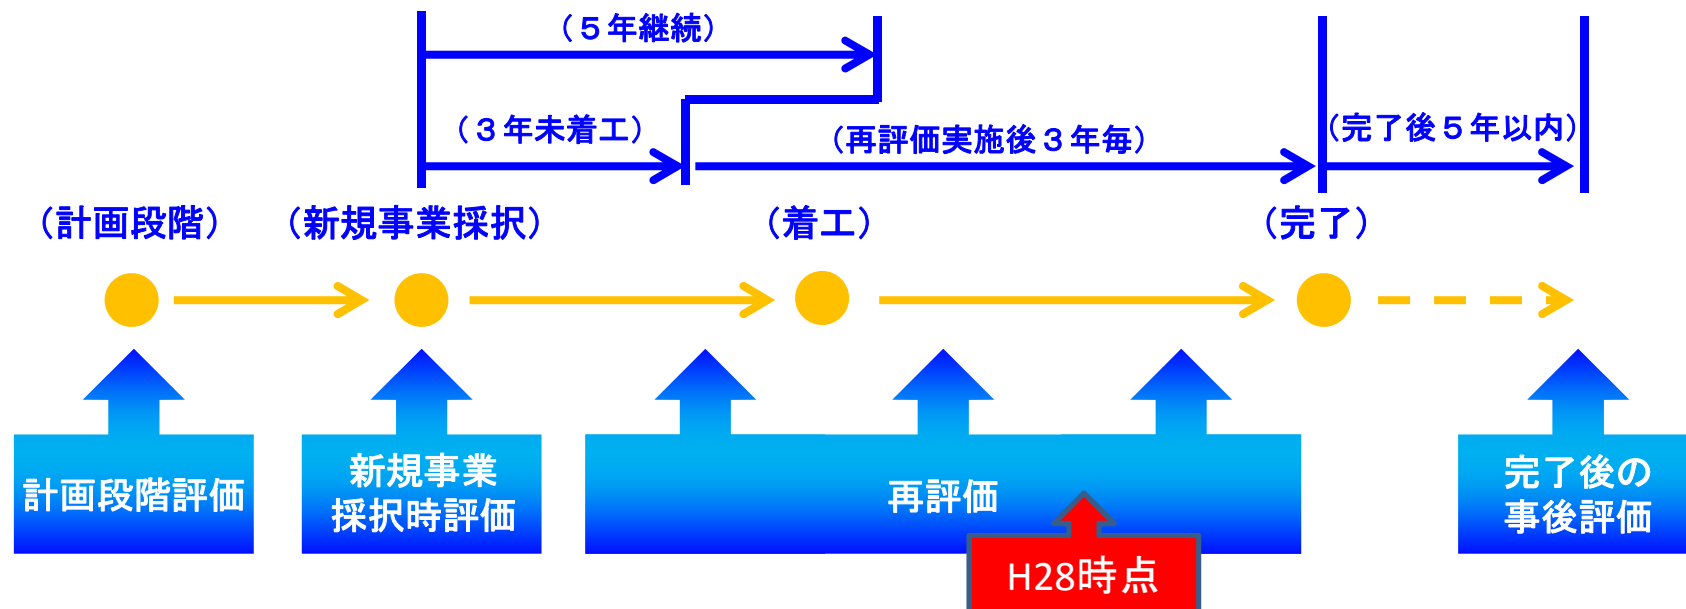 （５年継続）
（３年未着工）
（再評価実施後３年毎）
（完了後５年以内）
（計画段階）
（新規事業採択）
（着工）
（完了）
計画段階評価
新規事業
採択時評価
再評価
完了後の
事後評価
H28時点